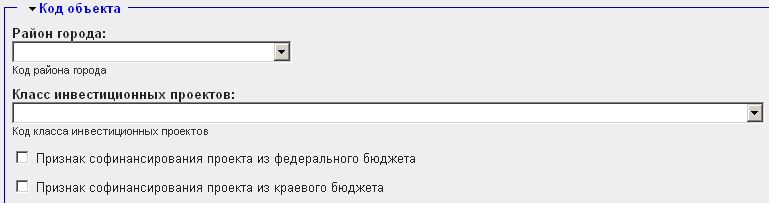 Код объекта
Район города:
Код района города
Класс инвестиционных проектов:
Код класса инвестиционных проектов
Признак софинансирования проекта из федерального бюджета
Признак софинансирования проекта из краевого бюджета